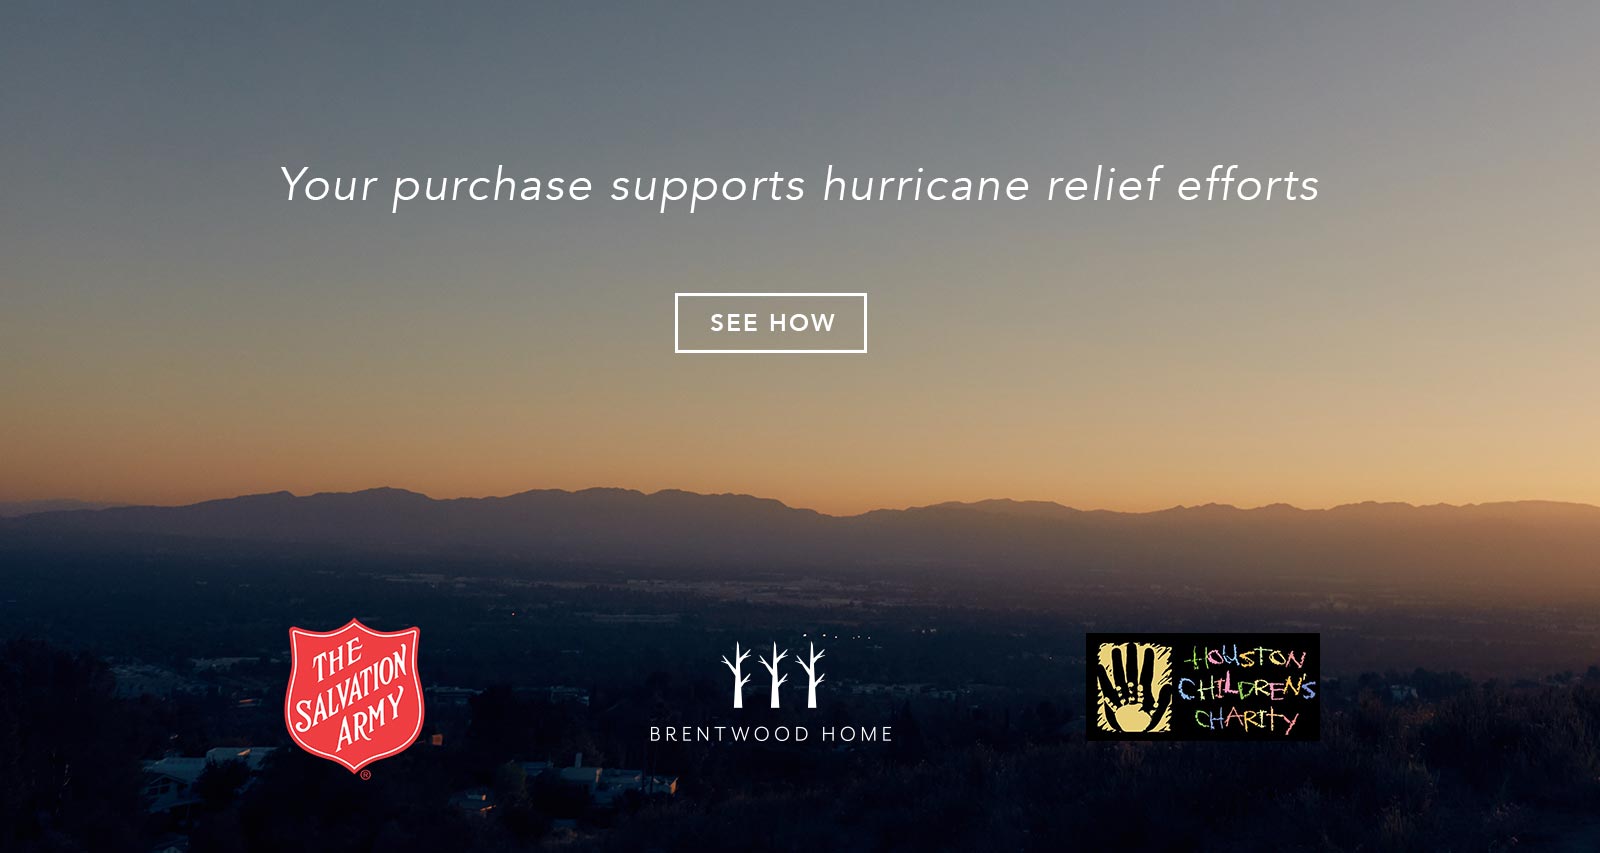 Your purchase supports hurricane relief efforts
SEE HOW
THE
SALVATION
ARMY
®
BRENTWOOD HOME
HOUSTON
CHILDREN'S
CHARITY